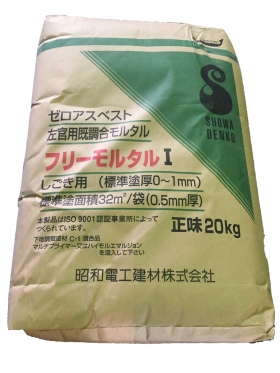 SHOWA
DENKO
ゼロアスベスト
左官用既調合モルタル
フリーモルタル I
しごき用 (標準塗厚0~1mm)
標準塗面積32m²/袋(0.5mm厚)
本製品はISO 9001認証事業所によって
つくられています。
正味20kg
下地調整塗材 C-1 適合品
マルチプライマー又はハイモルエマルジョン
を混入して下さい
昭和電工建材株式会社